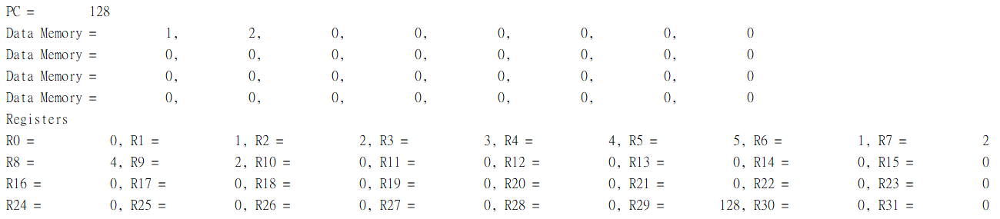 PC = 128
Data Memory = 1, 2, 0, 0, 0, 0, 0, 0
Data Memory = 0, 0, 0, 0, 0, 0, 0, 0
Data Memory = 0, 0, 0, 0, 0, 0, 0, 0
Data Memory = 0, 0, 0, 0, 0, 0, 0, 0
Registers
R0 = 0, R1 = 1, R2 = 2, R3 = 3, R4 = 4, R5 = 5, R6 = 1, R7 = 2
R8 = 4, R9 = 2, R10 = 0, R11 = 0, R12 = 0, R13 = 0, R14 = 0, R15 = 0
R16 = 0, R17 = 0, R18 = 0, R19 = 0, R20 = 0, R21 = 0, R22 = 0, R23 = 0
R24 = 0, R25 = 0, R26 = 0, R27 = 0, R28 = 0, R29 = 128, R30 = 0, R31 = 0